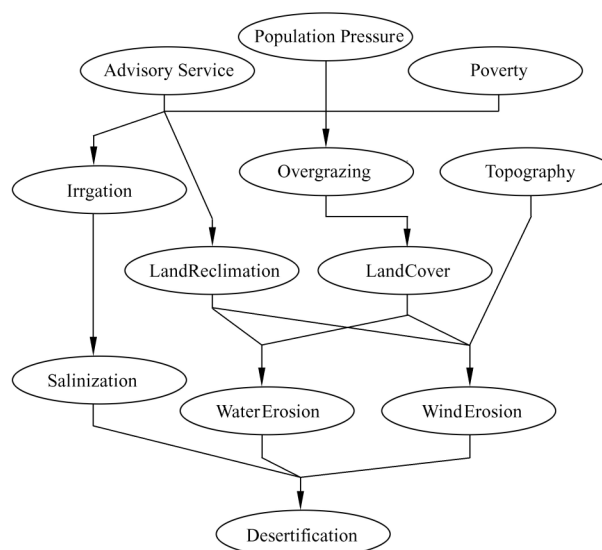 Population Pressure
Advisory Service
Poverty
Irrgation
Overgrazing
Topography
LandReclimation
LandCover
Salinization
WaterErosion
WindErosion
Desertification